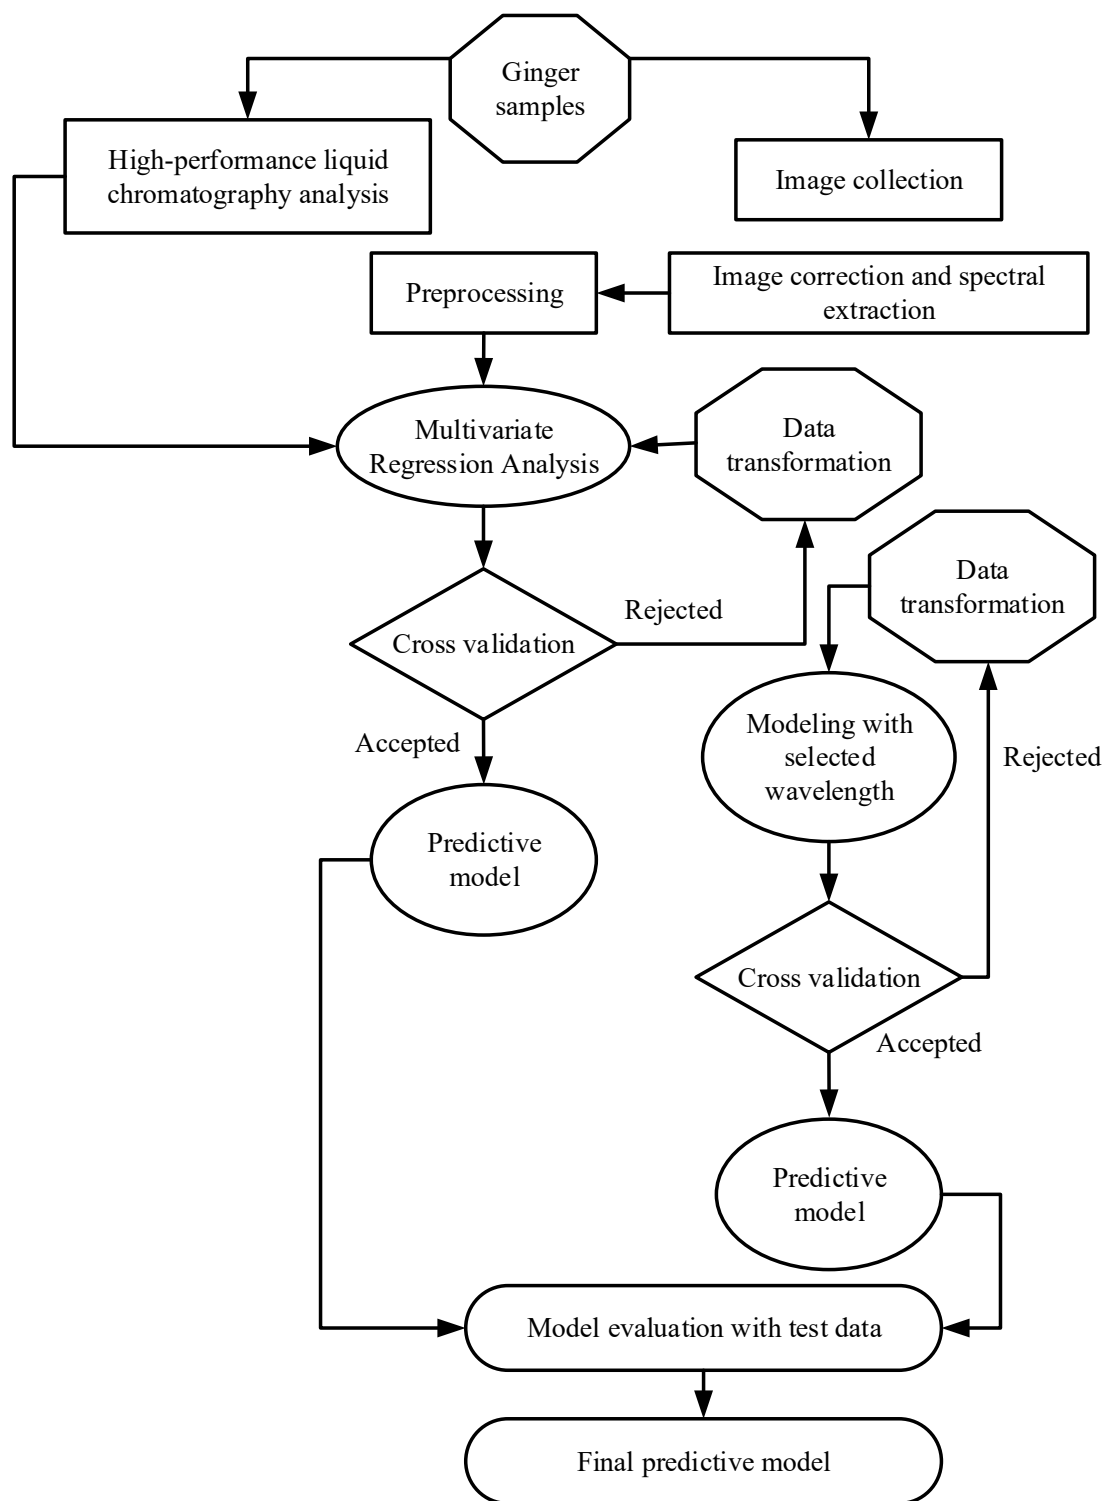 Ginger
samples
High-performance liquid
chromatography analysis
Image collection
Preprocessing
Image correction and spectral
extraction
Multivariate
Regression Analysis
Data
transformation
Data
transformation
Rejected
Cross validation
Accepted
Modeling with
selected
wavelength
Rejected
Predictive
model
Cross validation
Accepted
Predictive
model
Model evaluation with test data
Final predictive model